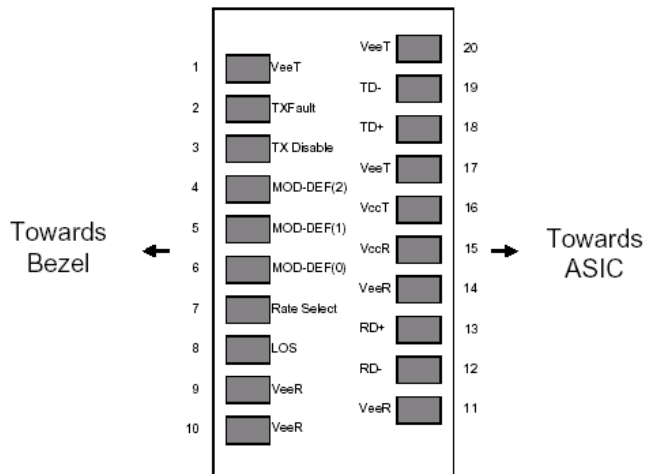 VeeT 20
1 VeeT
TD- 19
2 TXFault
TD+ 18
3 TX Disable
VeeT 17
4 MOD-DEF(2)
VccT 16
5 MOD-DEF(1)
Towards Bezel
VccR 15
Towards ASIC
6 MOD-DEF(0)
VeeR 14
7 Rate Select
RD+ 13
8 LOS
RD- 12
9 VeeR
VeeR 11
10 VeeR